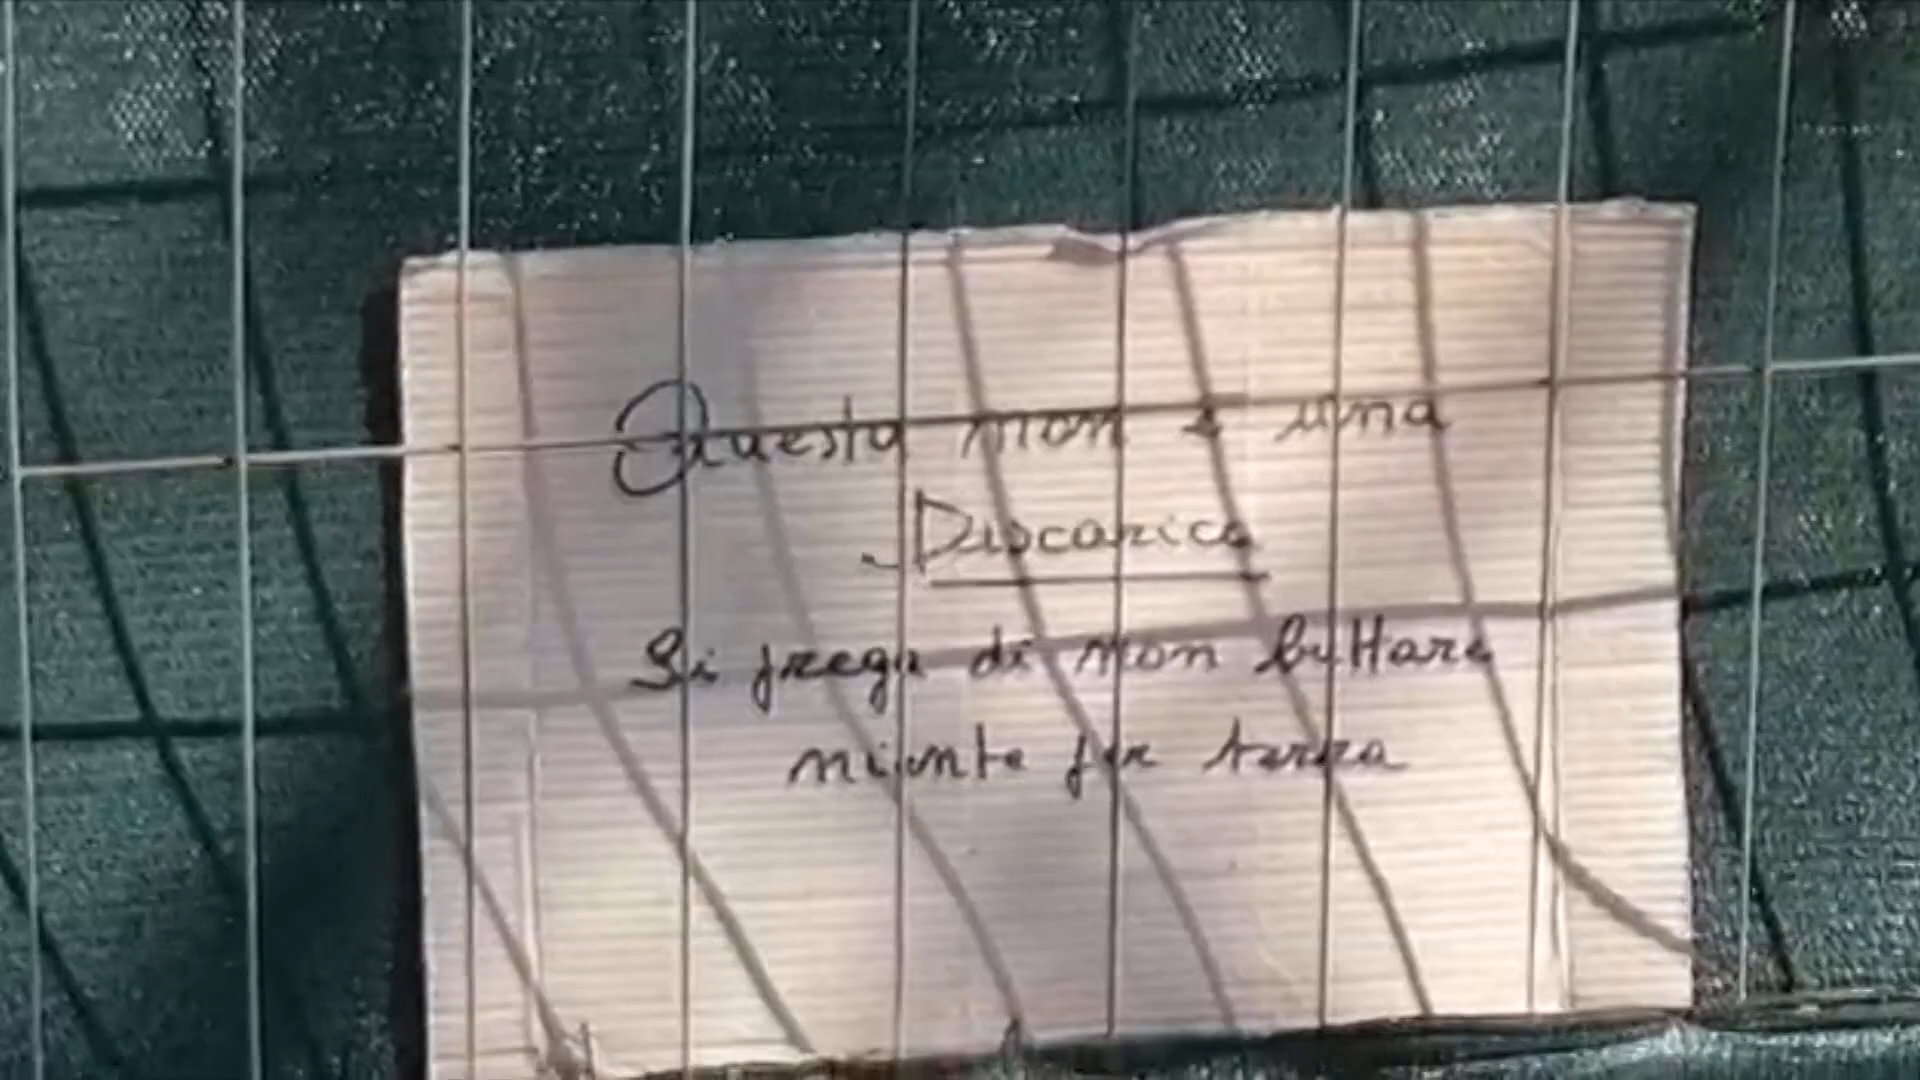 Questa non è una
Discarica
Si prega di non buttare
niente per terra